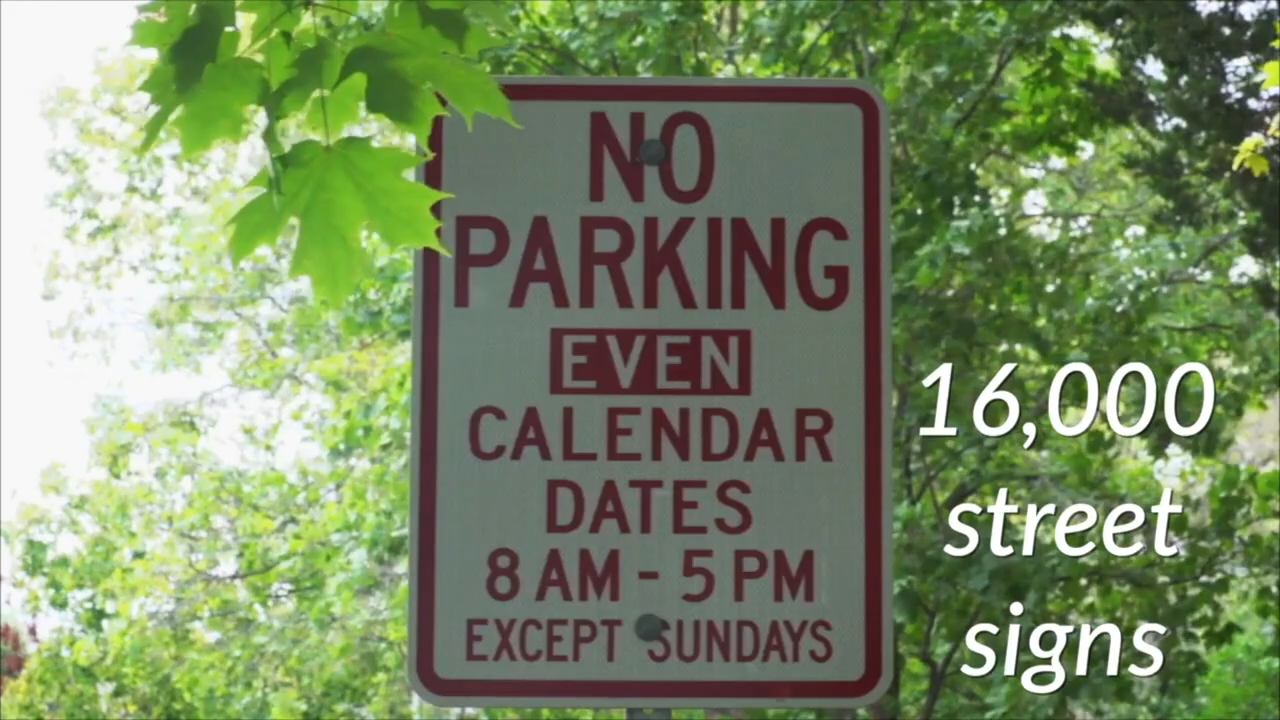 NO
PARKING
EVEN
CALENDAR
DATES
8 AM - 5 PM
EXCEPT SUNDAYS
16,000
street
signs